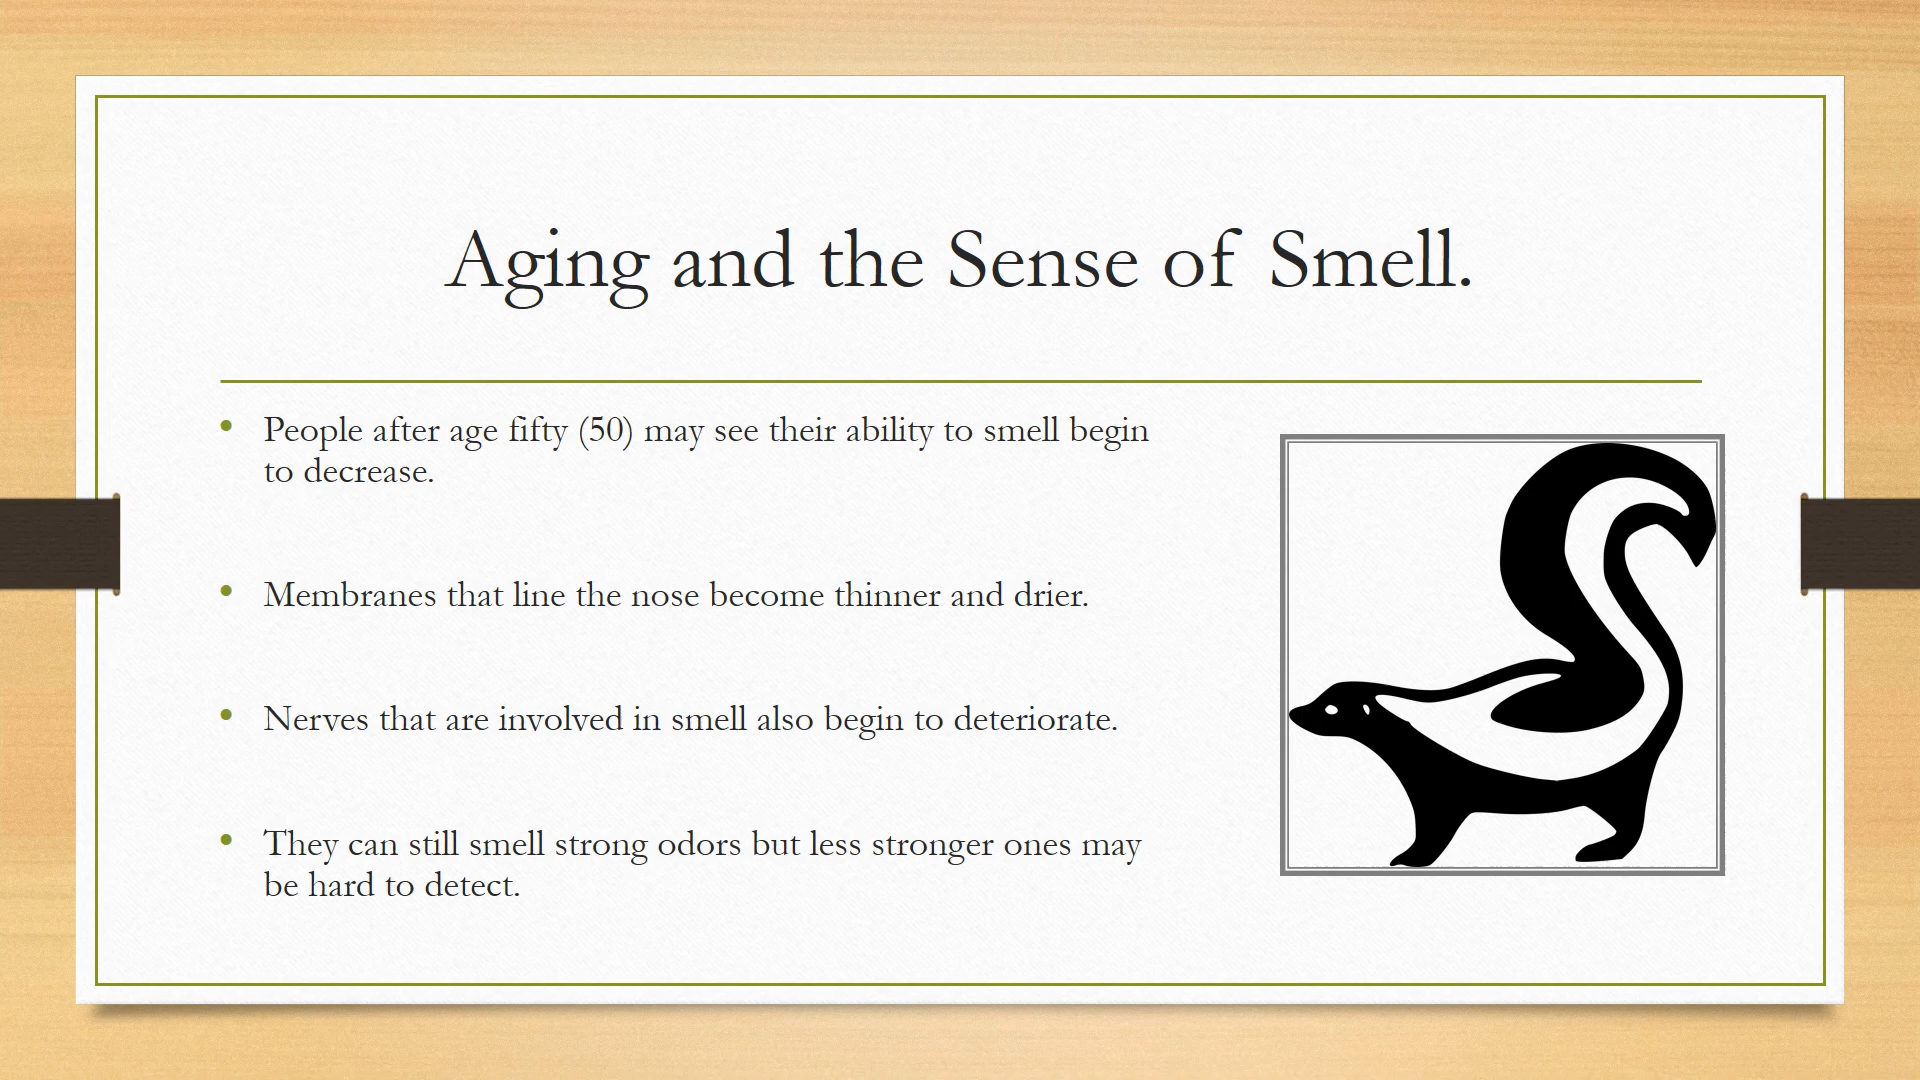 Aging and the Sense of Smell.
• People after age fifty (50) may see their ability to smell begin
to decrease.
• Membranes that line the nose become thinner and drier.
• Nerves that are involved in smell also begin to deteriorate.
• They can still smell strong odors but less stronger ones may
be hard to detect.